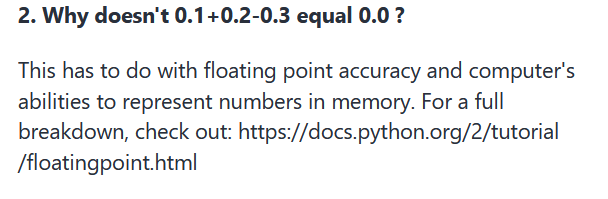 2. Why doesn't 0.1+0.2-0.3 equal 0.0 ?
This has to do with floating point accuracy and computer's
abilities to represent numbers in memory. For a full
breakdown, check out: https://docs.python.org/2/tutorial
/floatingpoint.html